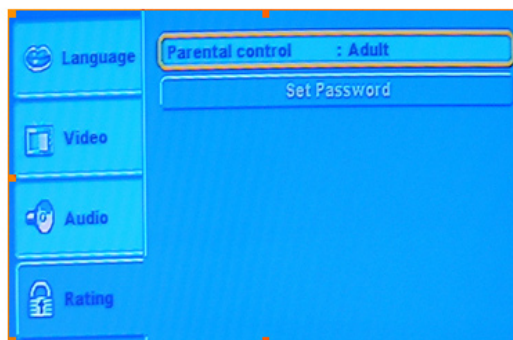 Language
Video
Audio
Rating
Parental control : Adult
Set Password